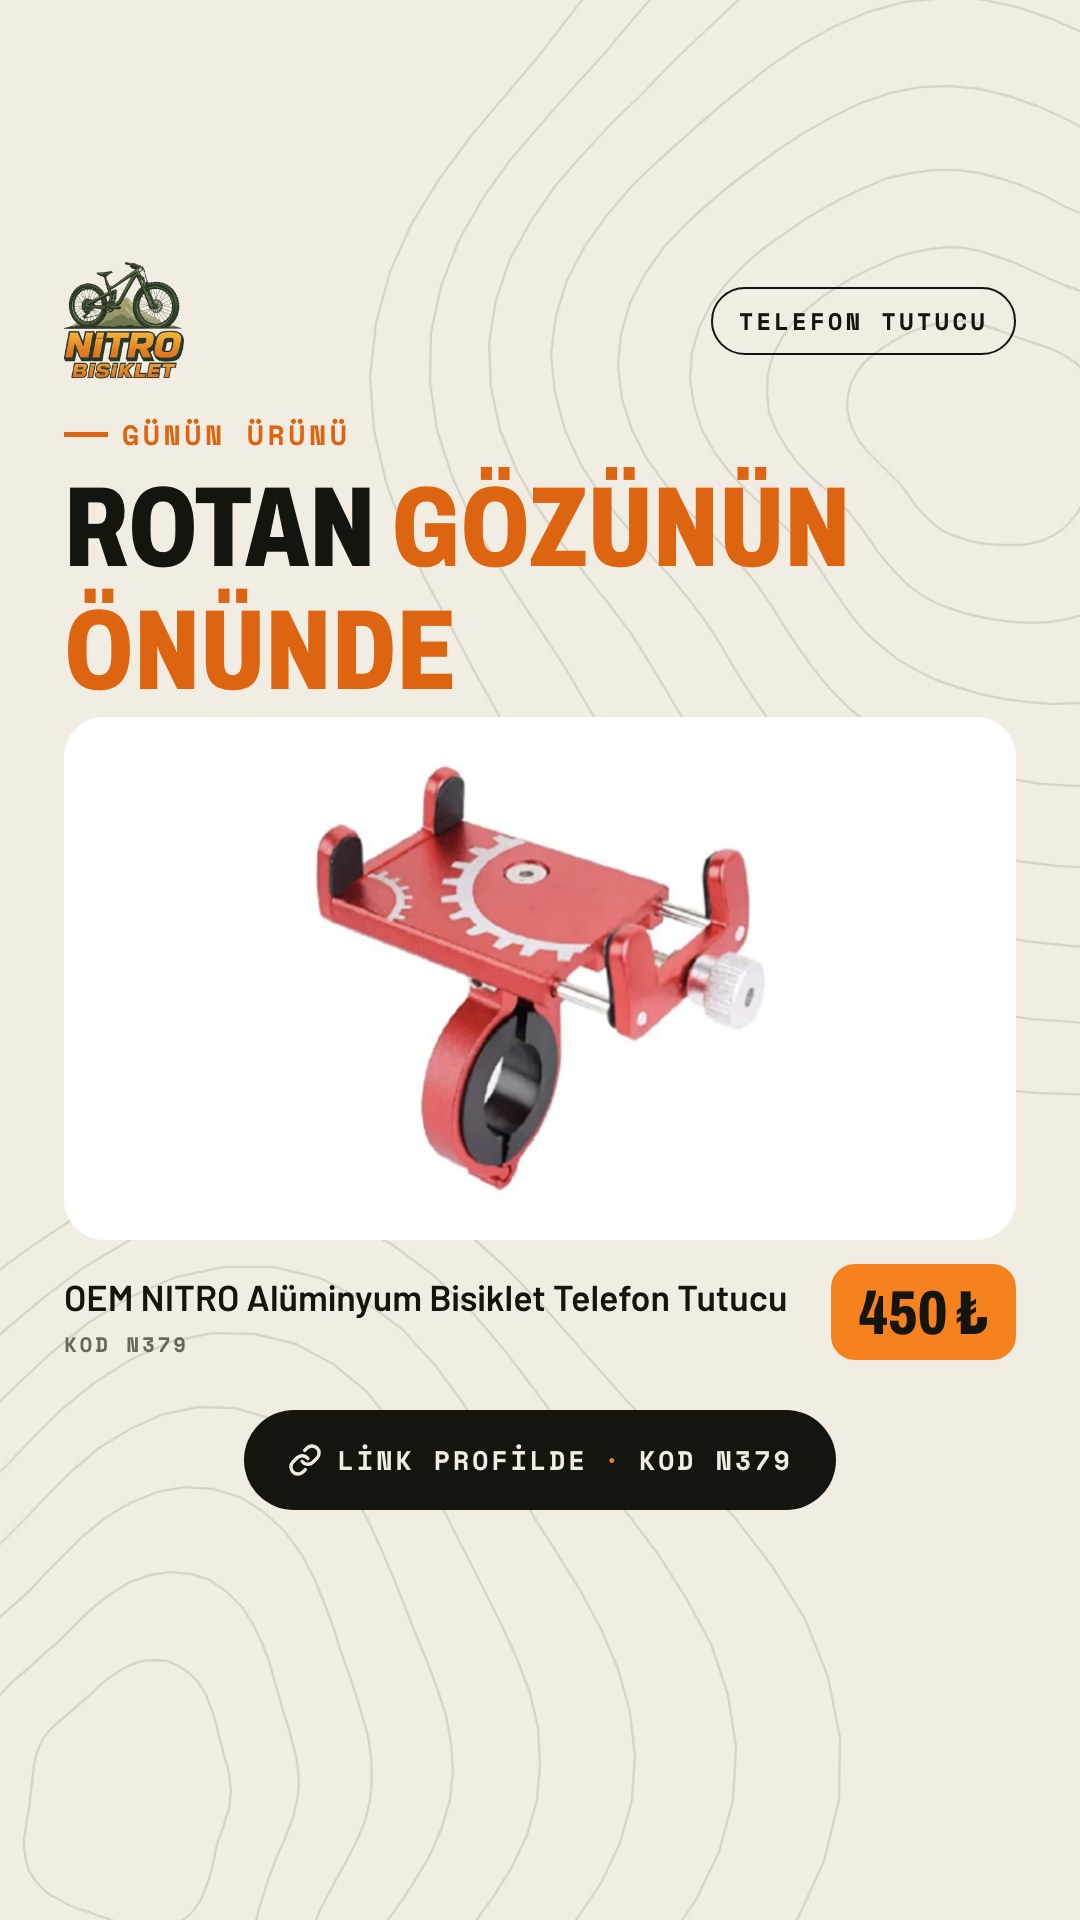 NiTRO
BISIKLET
TELEFON TUTUCU
GÜNÜN ÜRÜNÜ
ROTAN GÖZÜNÜN
ÖNÜNDE
OEM NITRO Alüminyum Bisiklet Telefon Tutucu
450 ₺
KOD N379
LİNK PROFİLDE · KOD N379